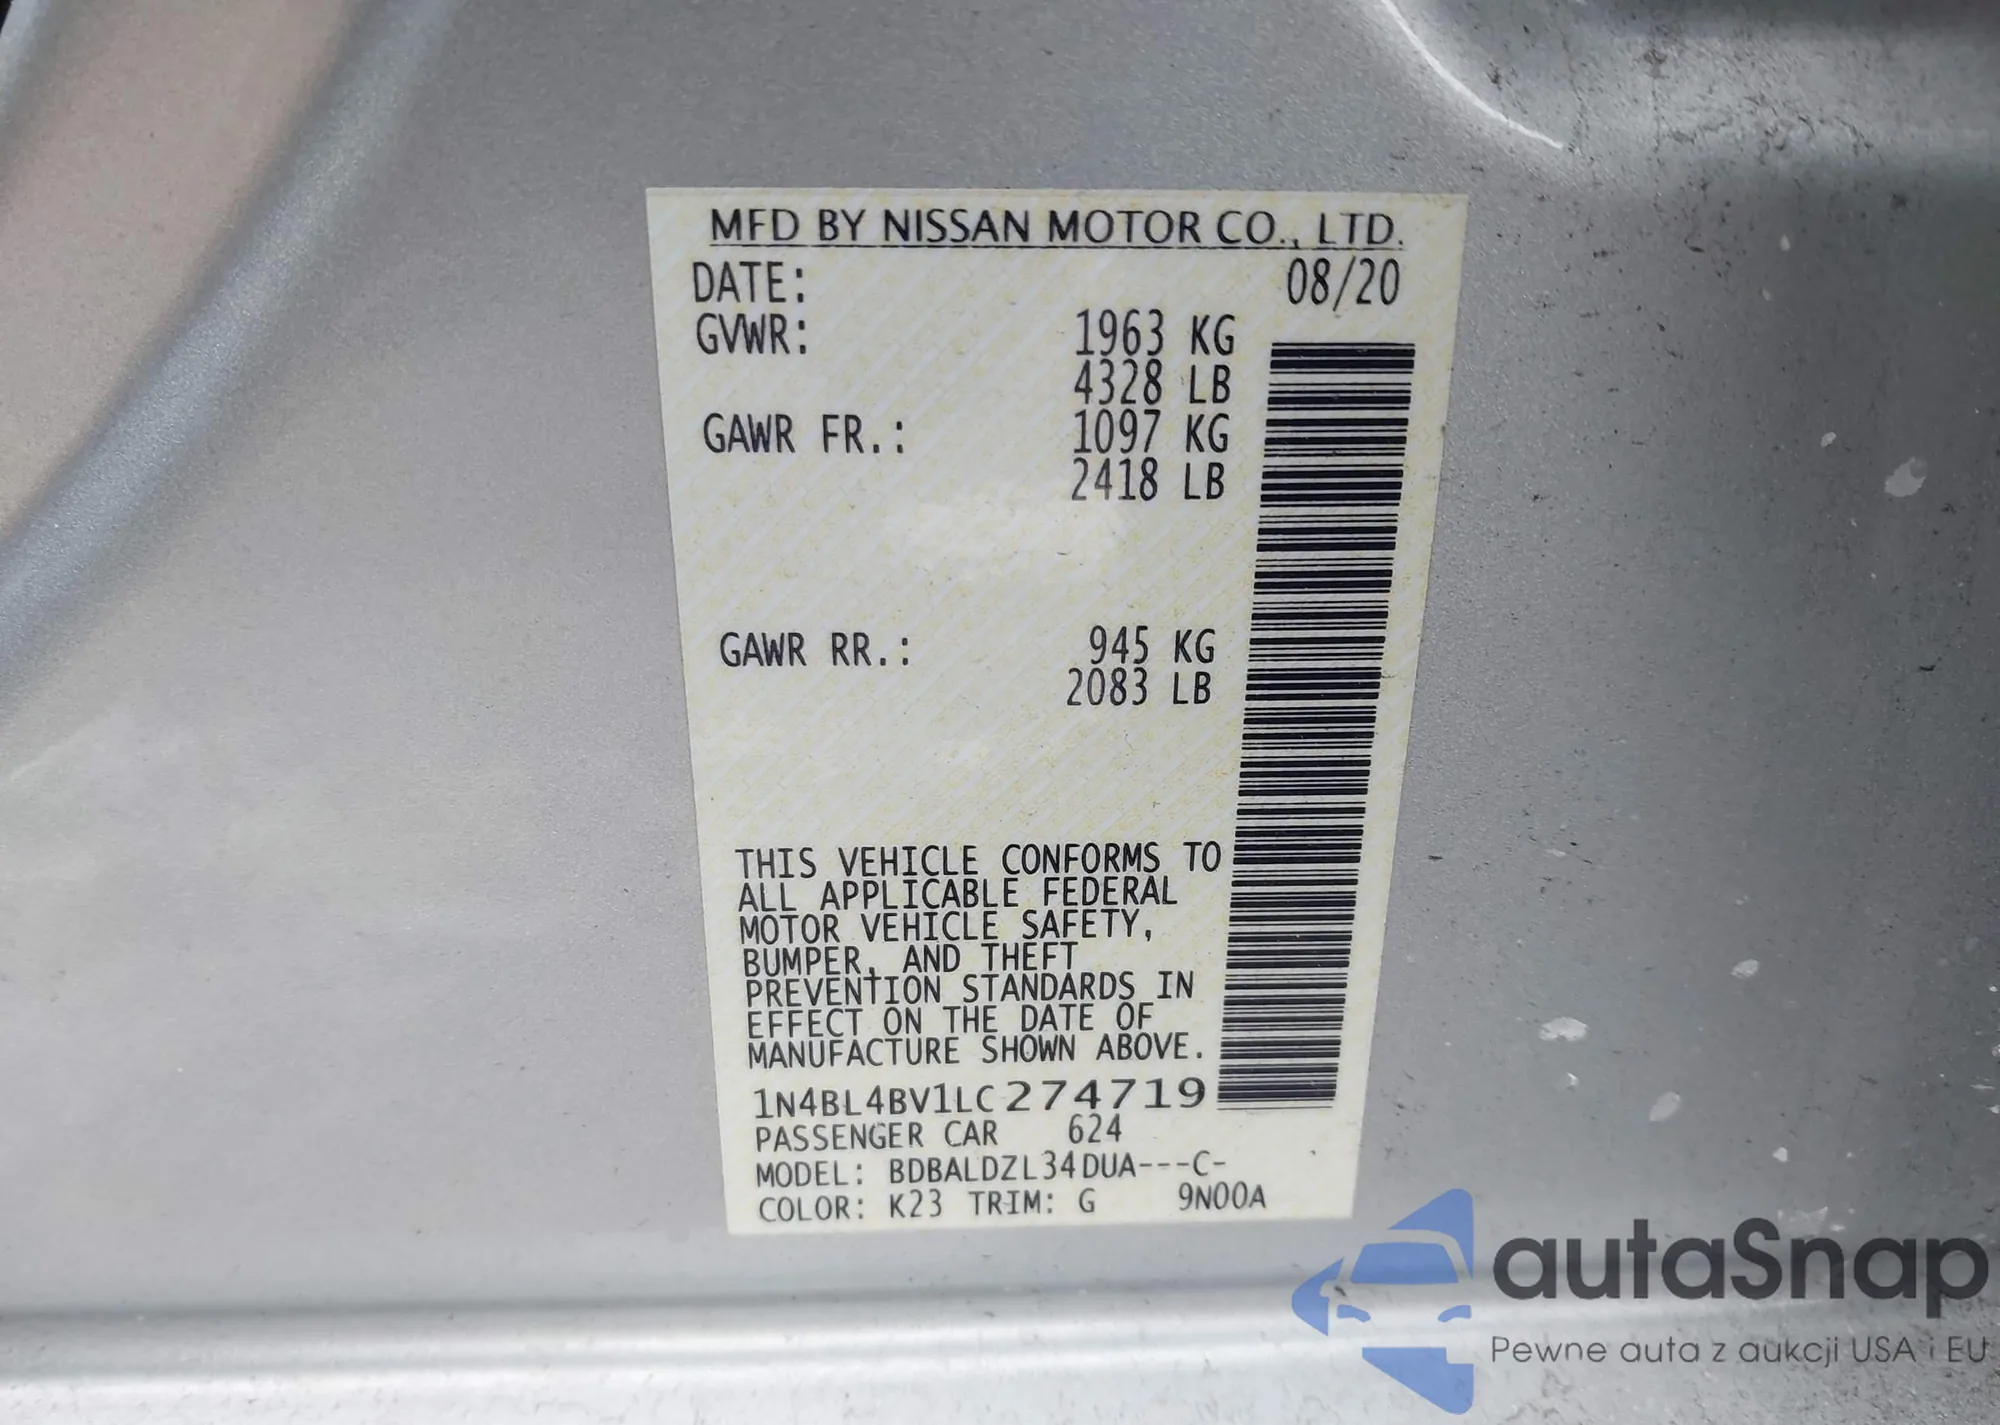 MFD BY NISSAN MOTOR CO., LTD.
DATE: 08/20
GVWR: 1963 KG
4328 LB
GAWR FR.: 1097 KG
2418 LB
GAWR RR.: 945 KG
2083 LB
THIS VEHICLE CONFORMS TO
ALL APPLICABLE FEDERAL
MOTOR VEHICLE SAFETY,
BUMPER, AND THEFT
PREVENTION STANDARDS IN
EFFECT ON THE DATE OF
MANUFACTURE SHOWN ABOVE.
1N4BL4BV1LC274719
PASSENGER CAR 624
MODEL: BDBALDZL34DUA---C-
COLOR: K23 TRIM: G 9N00A
autaSnap
Pewne auta z aukcji USA i EU